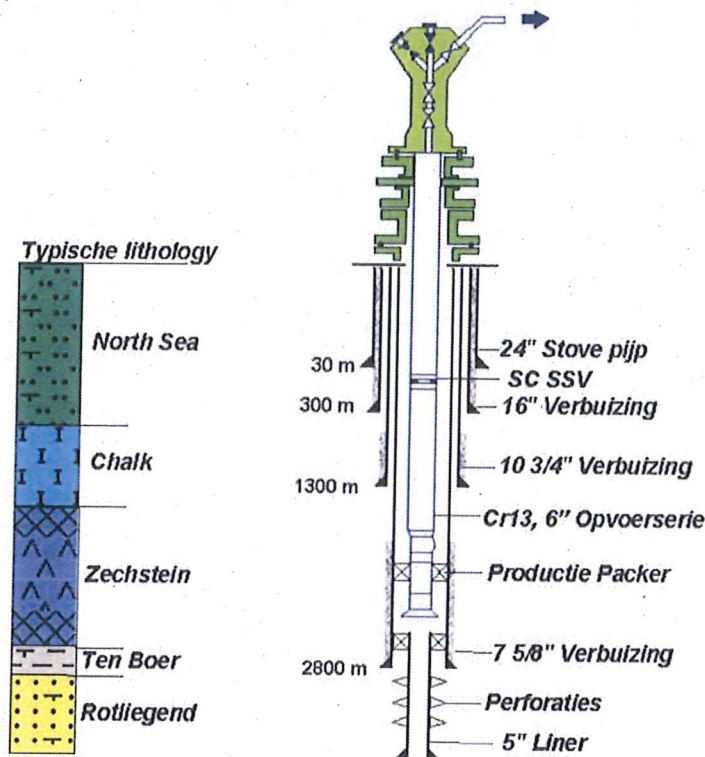 Typische lithology
North Sea
Chalk
Zechstein
Ten Boer
Rotliegend
30 m
300 m
1300 m
2800 m
24" Stove pijp
SC SSV
16" Verbuizing
10 3/4" Verbuizing
Cr13, 6" Opvoerserie
Productie Packer
7 5/8" Verbuizing
Perforaties
5" Liner